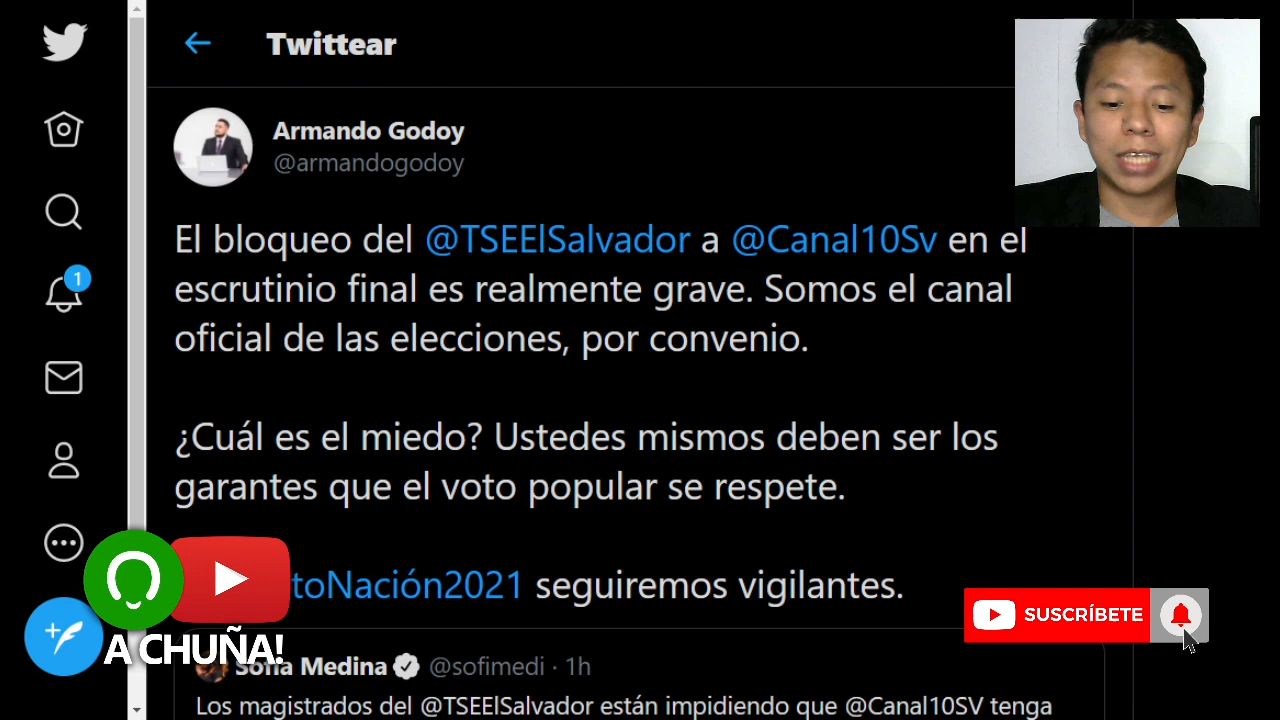 Twittear
Armando Godoy
@armandogodoy
El bloqueo del @TSEElSalvador a @Canal10Sv en el
escrutinio final es realmente grave. Somos el canal
oficial de las elecciones, por convenio.
¿Cuál es el miedo? Ustedes mismos deben ser los
garantes que el voto popular se respete.
toNación2021 seguiremos vigilantes.
1
A CHUÑA!
SUSCRÍBETE
Sofia Medina @sofimedi · 1h
Los magistrados del @TSEElSalvador están impidiendo que @Canal10SV tenga